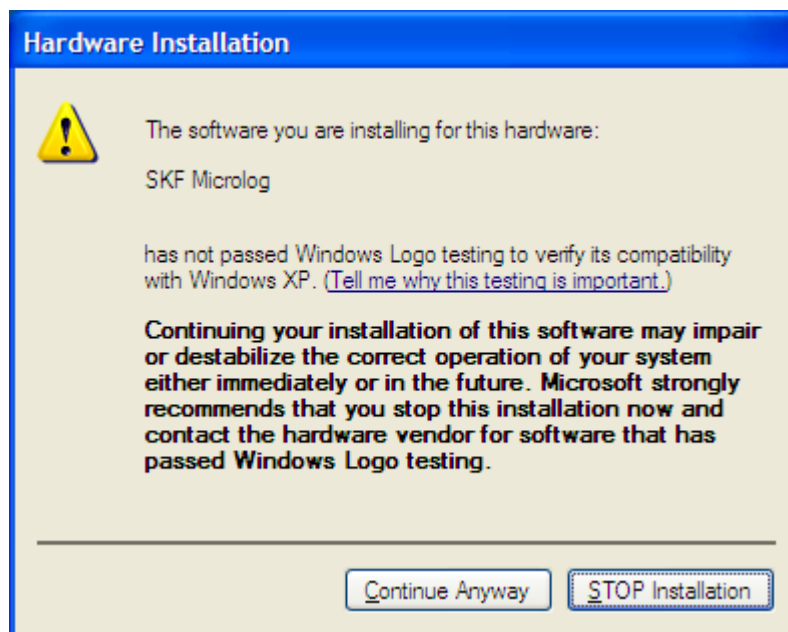 Hardware Installation
The software you are installing for this hardware:
SKF Microlog
has not passed Windows Logo testing to verify its compatibility
with Windows XP. (Tell me why this testing is important.)
Continuing your installation of this software may impair
or destabilize the correct operation of your system
either immediately or in the future. Microsoft strongly
recommends that you stop this installation now and
contact the hardware vendor for software that has
passed Windows Logo testing.
Continue Anyway
STOP Installation